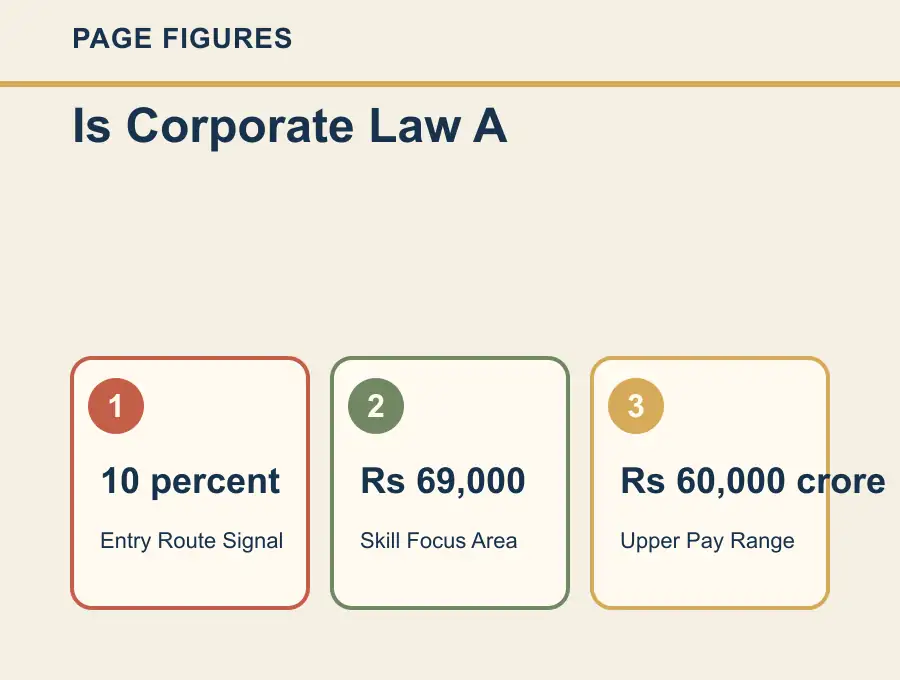 PAGE FIGURES
Is Corporate Law A
1
10 percent
Entry Route Signal
2
Rs 69,000
Skill Focus Area
3
Rs 60,000 crore
Upper Pay Range